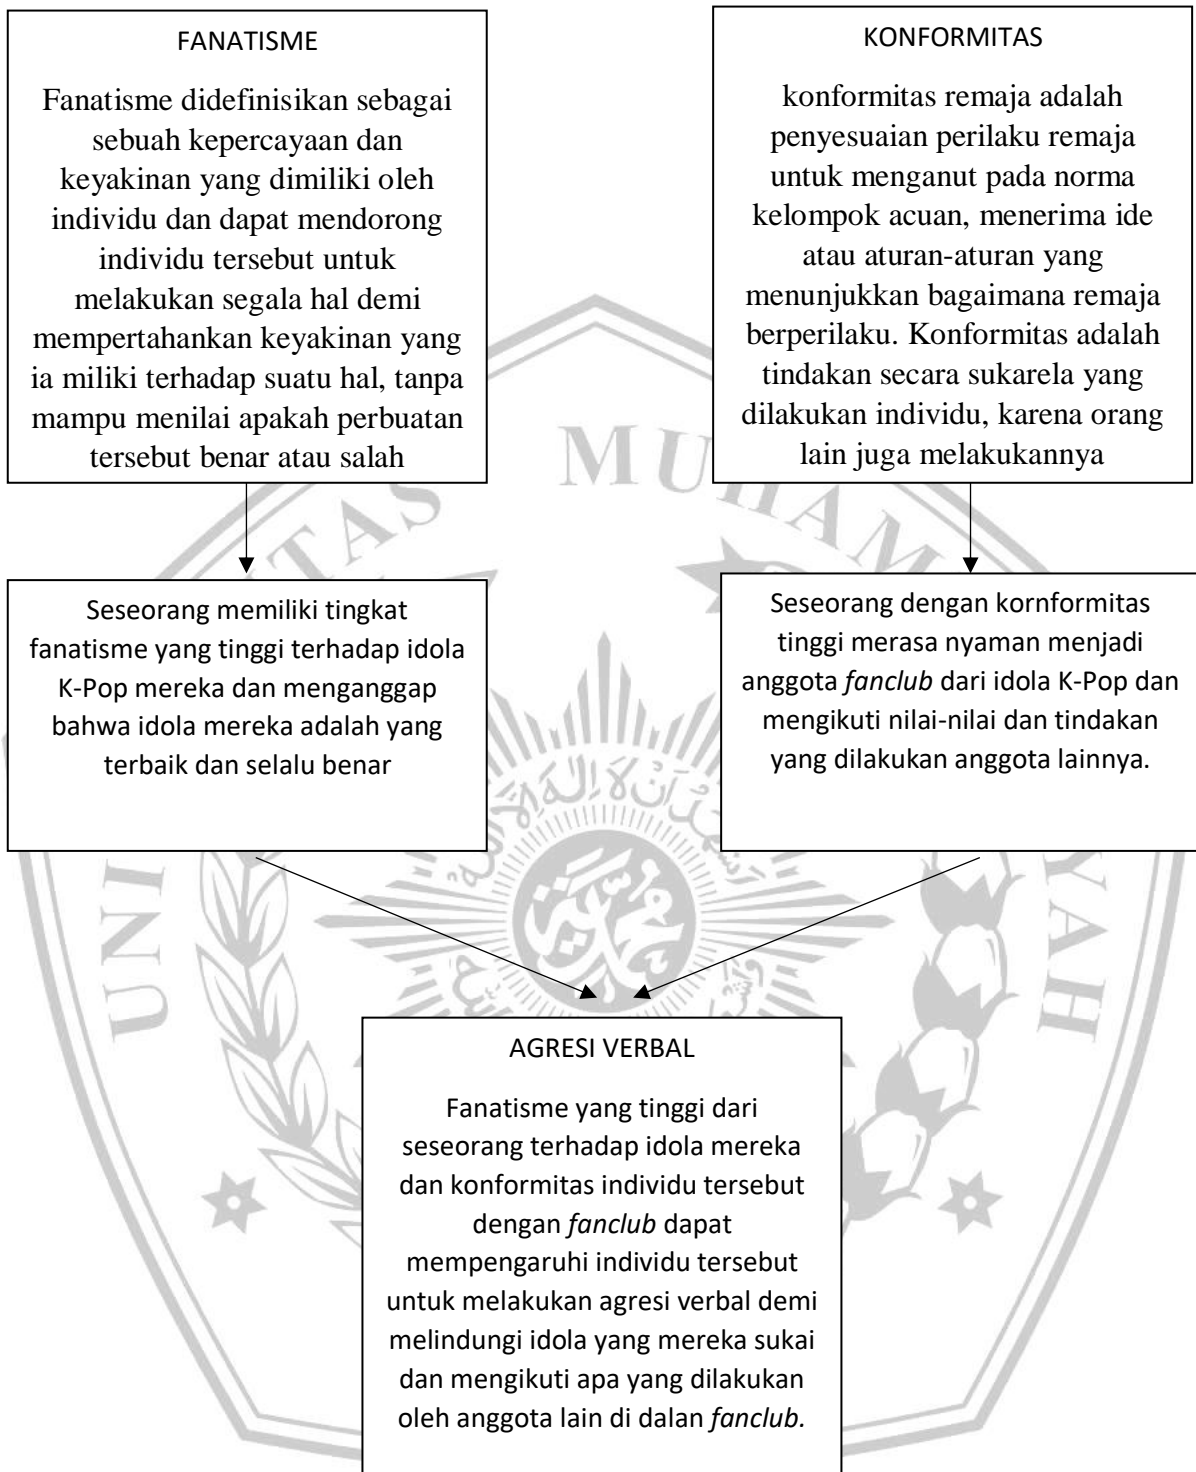 FANATISME
Fanatisme didefinisikan sebagai
sebuah kepercayaan dan
keyakinan yang dimiliki oleh
individu dan dapat mendorong
individu tersebut untuk
melakukan segala hal demi
mempertahankan keyakinan yang
ia miliki terhadap suatu hal, tanpa
mampu menilai apakah perbuatan
tersebut benar atau salah
KONFORMITAS
konformitas remaja adalah
penyesuaian perilaku remaja
untuk menganut pada norma
kelompok acuan, menerima ide
atau aturan-aturan yang
menunjukkan bagaimana remaja
berperilaku. Konformitas adalah
tindakan secara sukarela yang
dilakukan individu, karena orang
lain juga melakukannya
Seseorang memiliki tingkat
fanatisme yang tinggi terhadap idola
K-Pop mereka dan menganggap
bahwa idola mereka adalah yang
terbaik dan selalu benar
Seseorang dengan kornformitas
tinggi merasa nyaman menjadi
anggota fanclub dari idola K-Pop dan
mengikuti nilai-nilai dan tindakan
yang dilakukan anggota lainnya.
AGRESI VERBAL
Fanatisme yang tinggi dari
seseorang terhadap idola mereka
dan konformitas individu tersebut
dengan fanclub dapat
mempengaruhi individu tersebut
untuk melakukan agresi verbal demi
melindungi idola yang mereka sukai
dan mengikuti apa yang dilakukan
oleh anggota lain di dalan fanclub.
UNI TAS MUHAM YAH